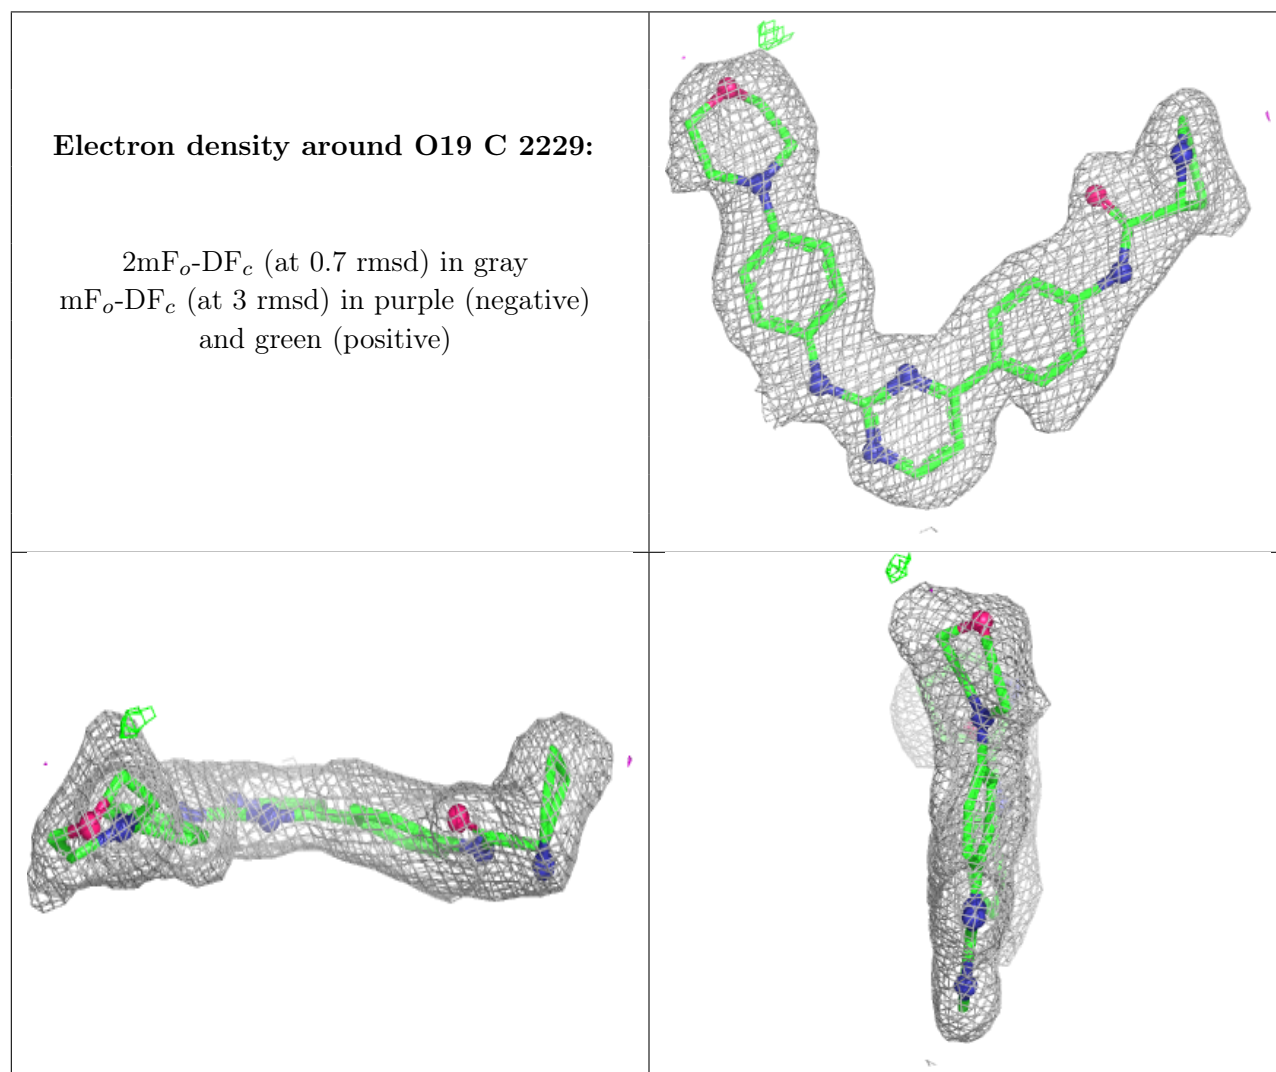 Electron density around O19 C 2229:
2mFo-DFc (at 0.7 rmsd) in gray
mFo-DFc (at 3 rmsd) in purple (negative)
and green (positive)